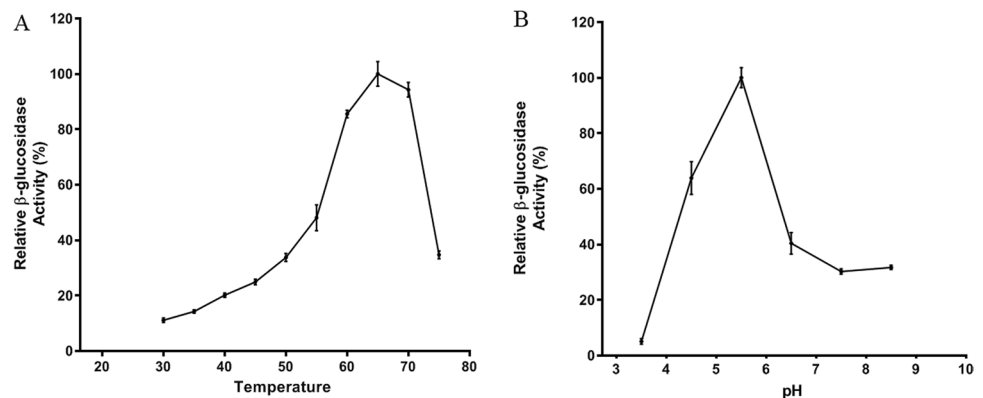 A
Relative β-glucosidase
Activity (%)
120
100
80
60
40
20
0
20 30 40 50 60 70 80
Temperature
B
Relative β-glucosidase
Activity (%)
120
100
80
60
40
20
0
3 4 5 6 7 8 9 10
pH